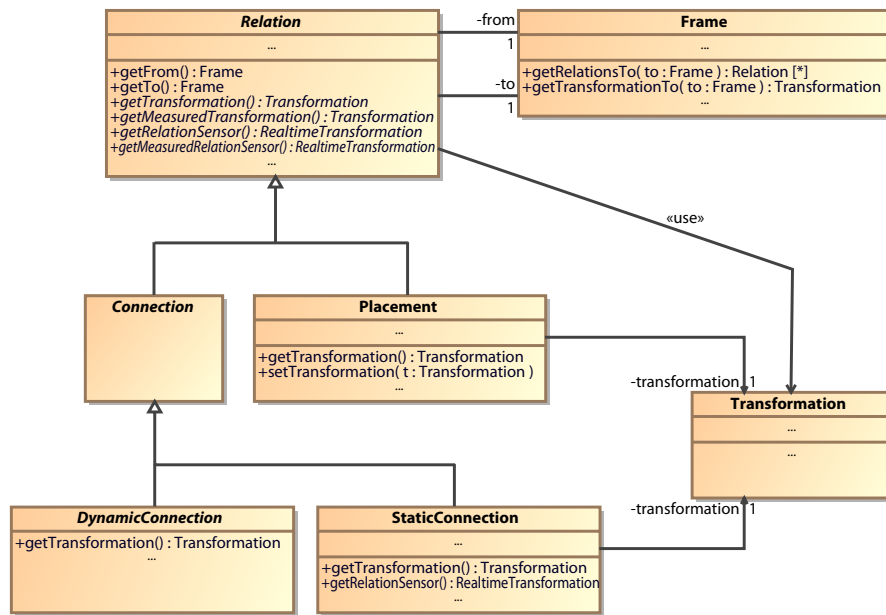 Relation
...
+getFrom() : Frame
+getTo() : Frame
+getTransformation() : Transformation
+getMeasuredTransformation() : Transformation
+getRelationSensor() : RealtimeTransformation
+getMeasuredRelationSensor() : RealtimeTransformation
...
-from
1
-to
1
Frame
...
+getRelationsTo( to : Frame ) : Relation [*]
+getTransformationTo( to : Frame ) : Transformation
...
«use»
Connection
Placement
...
+getTransformation() : Transformation
+setTransformation( t : Transformation )
...
-transformation 1
Transformation
...
...
-transformation 1
DynamicConnection
+getTransformation() : Transformation
...
StaticConnection
...
+getTransformation() : Transformation
+getRelationSensor() : RealtimeTransformation
...